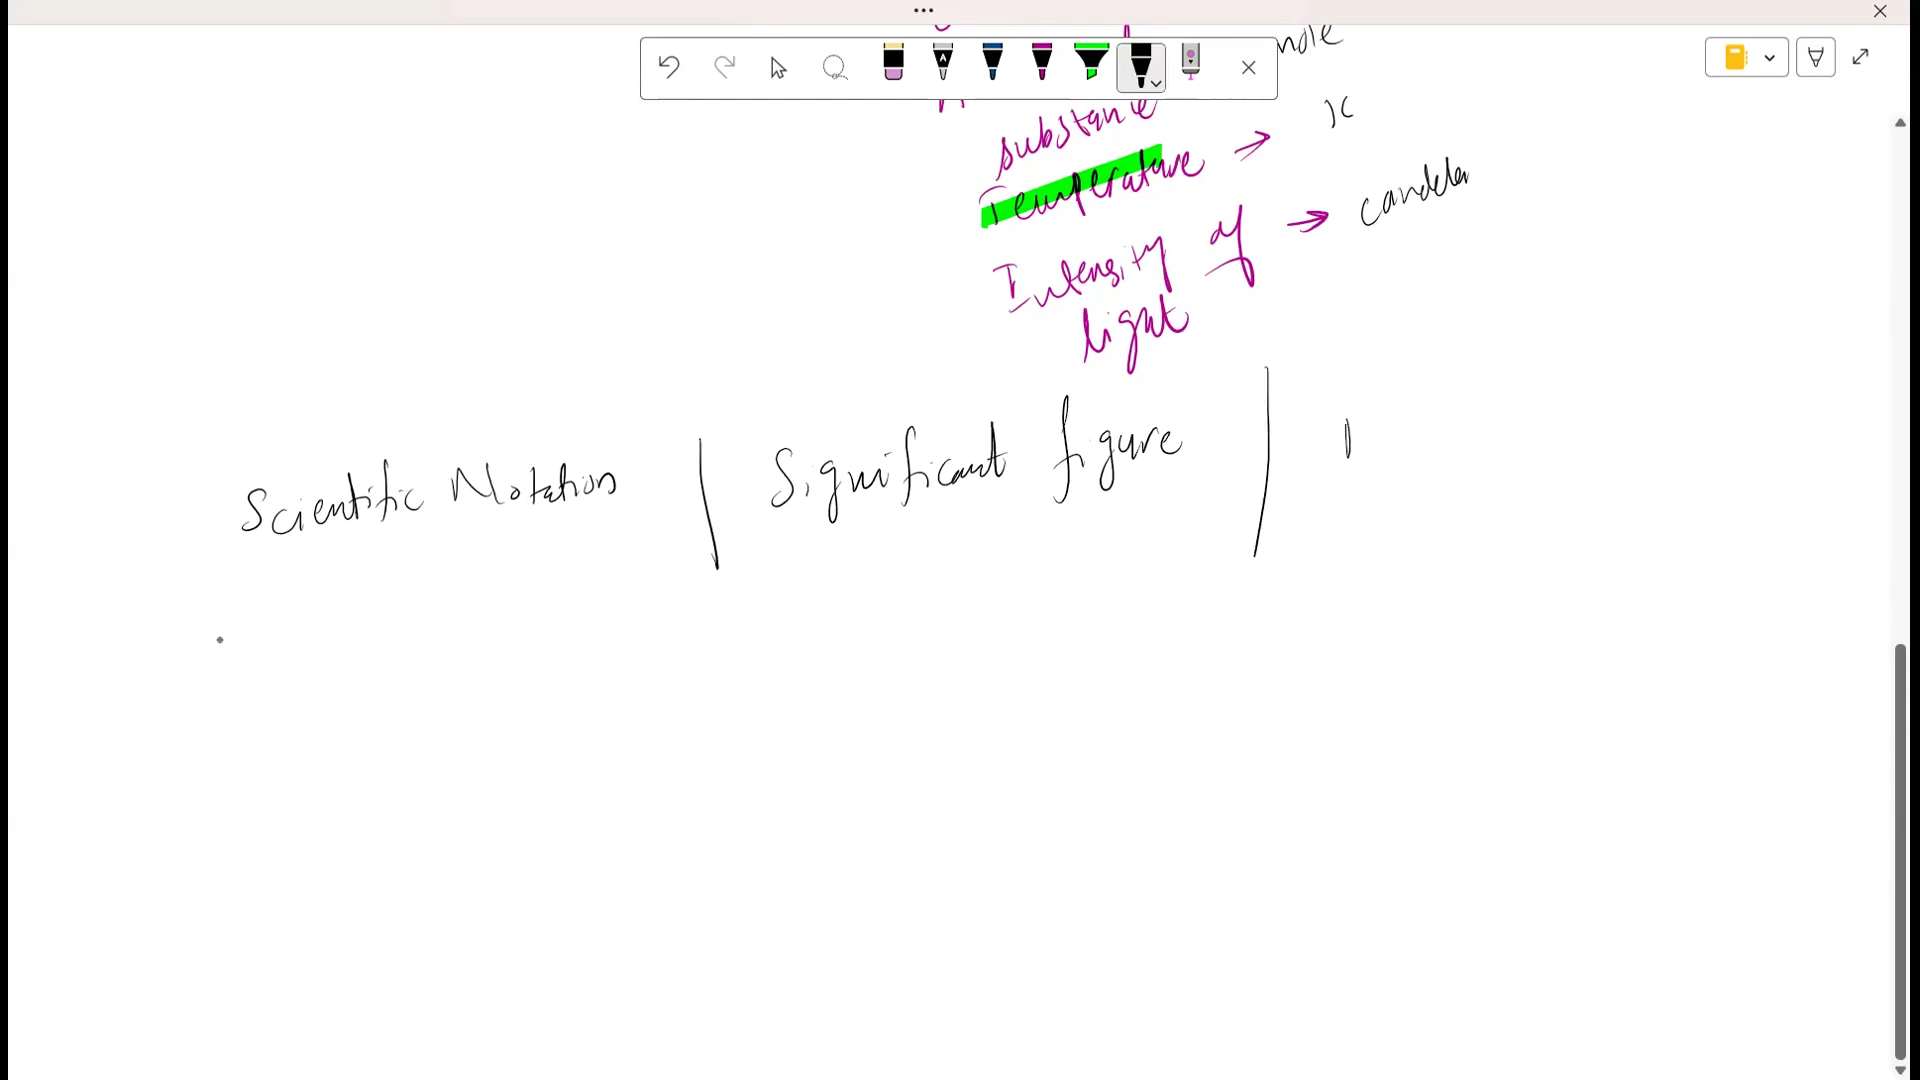 mole
substance
Temperature → K
Intensity of → candela
light
Scientific Notation | Significant figure |